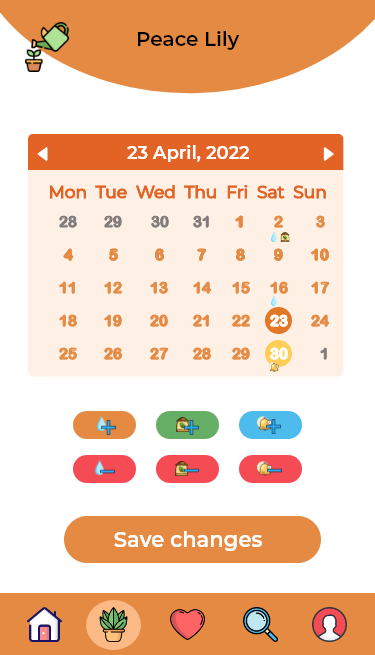 Peace Lily
23 April, 2022
Mon Tue Wed Thu Fri Sat Sun
28 29 30 31 1 2 3
4 5 6 7 8 9 10
11 12 13 14 15 16 17
18 19 20 21 22 23 24
25 26 27 28 29 30 1
Save changes